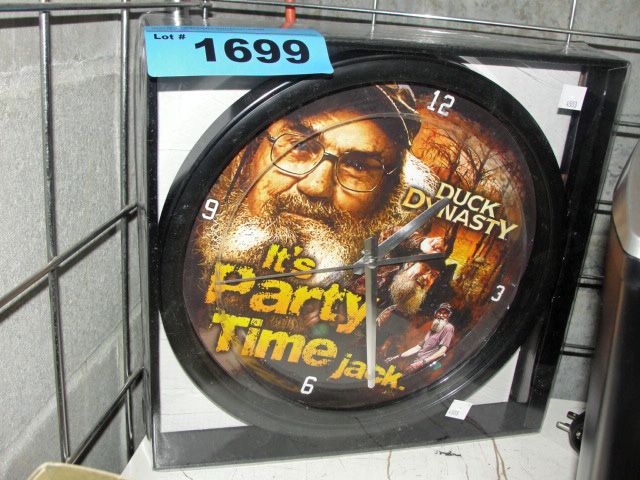 Lot # 1699
12
DUCK
DYNASTY
9
It's
Party
Time jack.
3
6